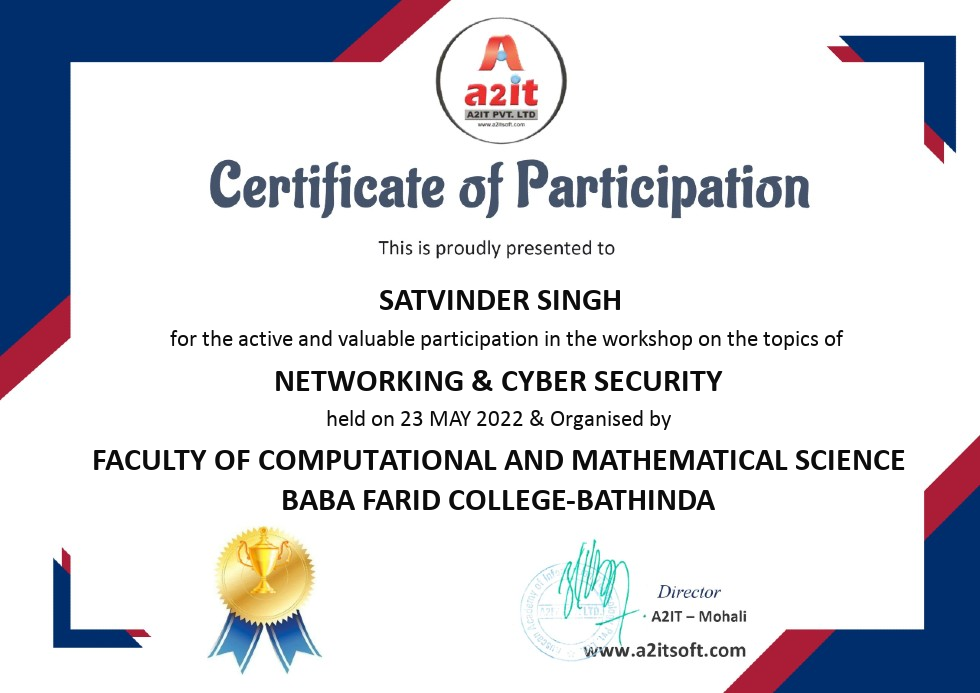 A
a2it
A2IT PVT. LTD
www.a2itsoft.com
Certificate of Participation
This is proudly presented to
SATVINDER SINGH
for the active and valuable participation in the workshop on the topics of
NETWORKING & CYBER SECURITY
held on 23 MAY 2022 & Organised by
FACULTY OF COMPUTATIONAL AND MATHEMATICAL SCIENCE
BABA FARID COLLEGE-BATHINDA
Director
A2IT – Mohali
www.a2itsoft.com